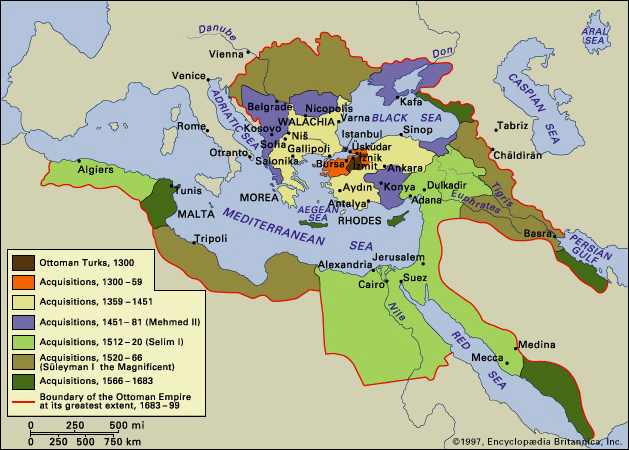 ARAL
SEA
Danube
Don
Vienna
CASPIAN
SEA
Venice
ADRIATIC SEA
Belgrade
Nicopolis
Kafa
WALACHIA
Varna
BLACK SEA
Rome
Kosovo
Niš
Istanbul
Sinop
Tabriz
Sofia
Üsküdar
Otranto
Gallipoli
Iznik
Chāldirān
Salonika
Bursa
Izmit
Ankara
Algiers
Tunis
Aydın
Konya
Dulkadir
Tigris
MOREA
Adana
Euphrates
MALTA
AEGEAN
SEA
Antalya
RHODES
MEDITERRANEAN
SEA
Basra
PERSIAN
GULF
Tripoli
Jerusalem
Alexandria
Cairo
Suez
Nile
RED
SEA
Medina
Mecca
Ottoman Turks, 1300
Acquisitions, 1300–59
Acquisitions, 1359–1451
Acquisitions, 1451–81 (Mehmed II)
Acquisitions, 1512–20 (Selim I)
Acquisitions, 1520–66
(Süleyman I the Magnificent)
Acquisitions, 1566–1683
Boundary of the Ottoman Empire
at its greatest extent, 1683–99
0 250 500 mi
0 250 500 750 km
©1997, Encyclopædia Britannica, Inc.